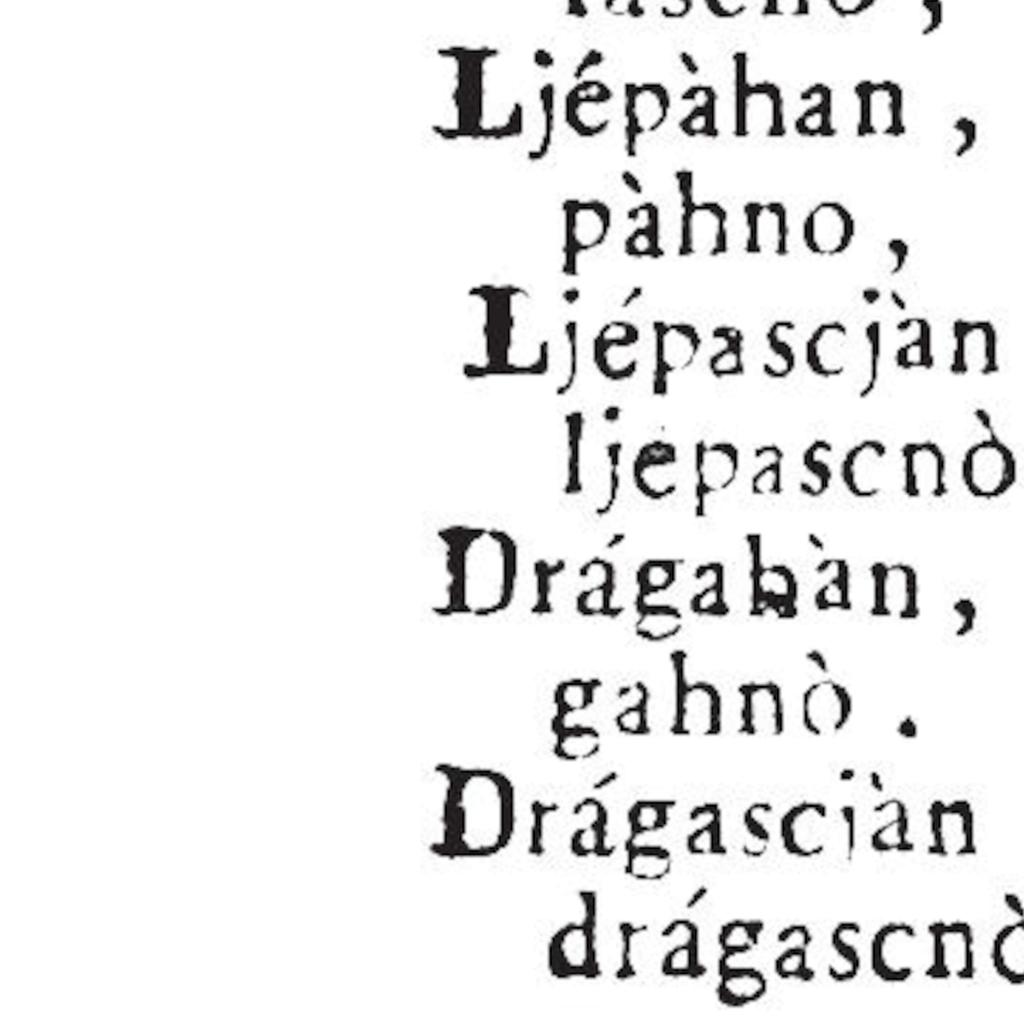 Ljépàhan ,
pàhno ,
Ljépascjàn
ljepascnò
Drágahàn ,
gahnò .
Drágascjàn
drágascnò